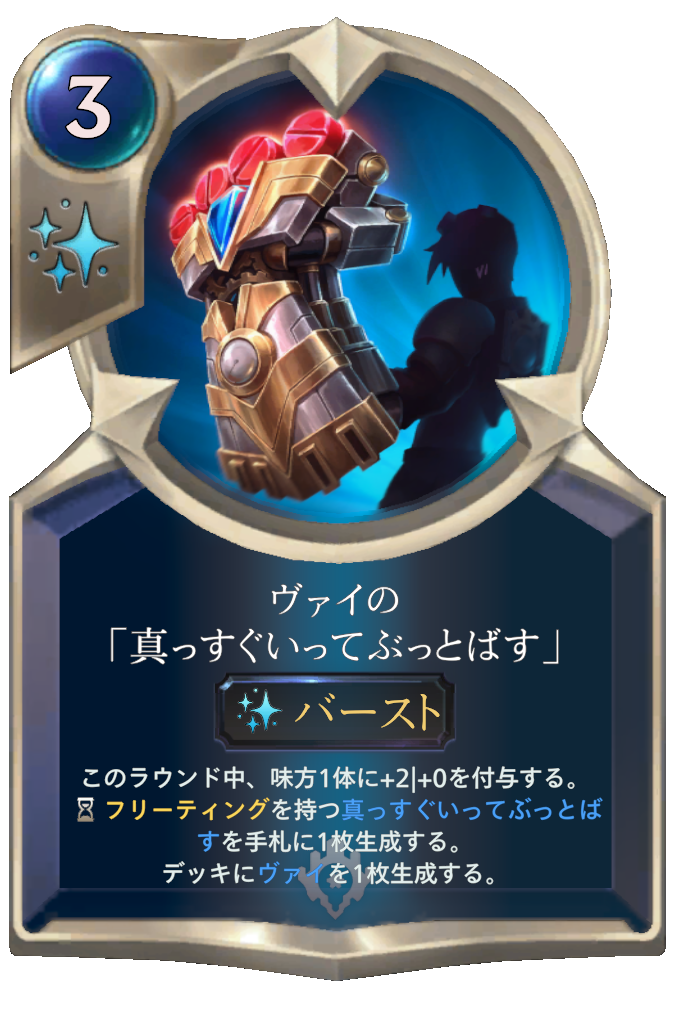 3
ヴァイの
「真っすぐいってぶっとばす」
バースト
このラウンド中、味方1体に+2|+0を付与する。
フリーティングを持つ真っすぐいってぶっとば
すを手札に1枚生成する。
デッキにヴァイを1枚生成する。